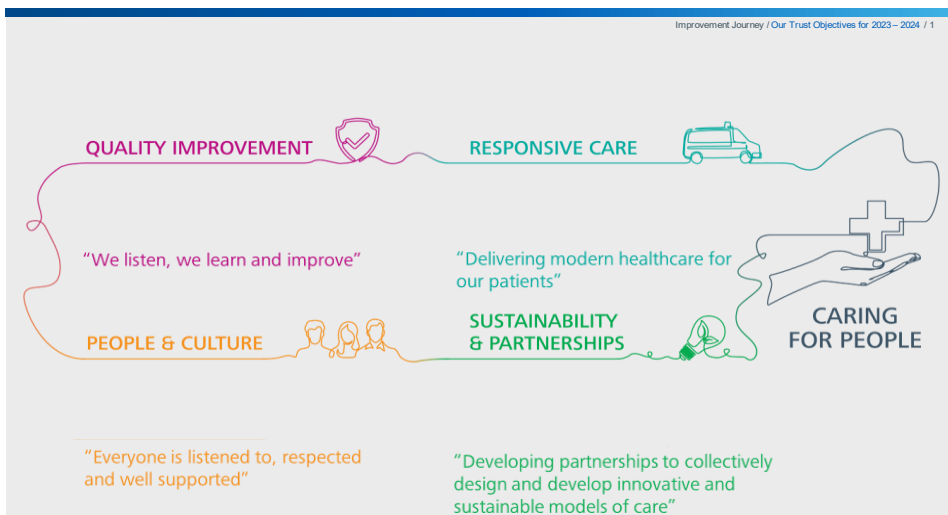 Improvement Journey / Our Trust Objectives for 2023 – 2024 / 1
QUALITY IMPROVEMENT
RESPONSIVE CARE
“We listen, we learn and improve”
“Delivering modern healthcare for
our patients”
CARING
FOR PEOPLE
PEOPLE & CULTURE
SUSTAINABILITY
& PARTNERSHIPS
“Everyone is listened to, respected
and well supported”
“Developing partnerships to collectively
design and develop innovative and
sustainable models of care”